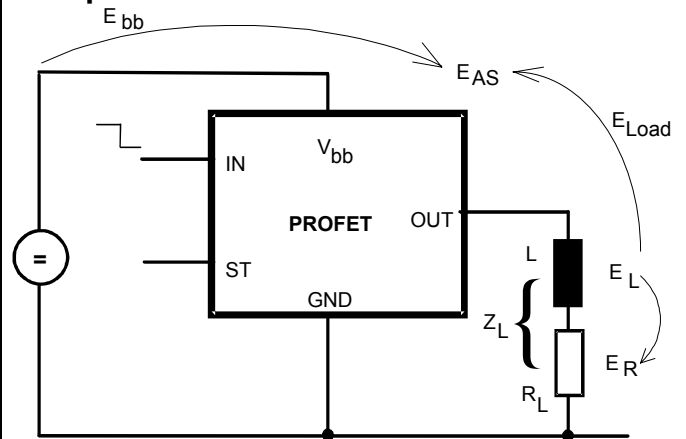 E bb
E AS
E Load
V bb
IN
PROFET
OUT
ST
GND
=
L
E L
Z L
{
E R
R L